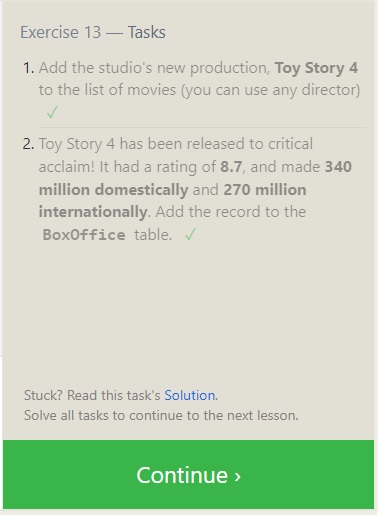 Exercise 13 — Tasks
1. Add the studio's new production, Toy Story 4
to the list of movies (you can use any director)
✓
2. Toy Story 4 has been released to critical
acclaim! It had a rating of 8.7, and made 340
million domestically and 270 million
internationally. Add the record to the
BoxOffice table. ✓
Stuck? Read this task's Solution.
Solve all tasks to continue to the next lesson.
Continue ›